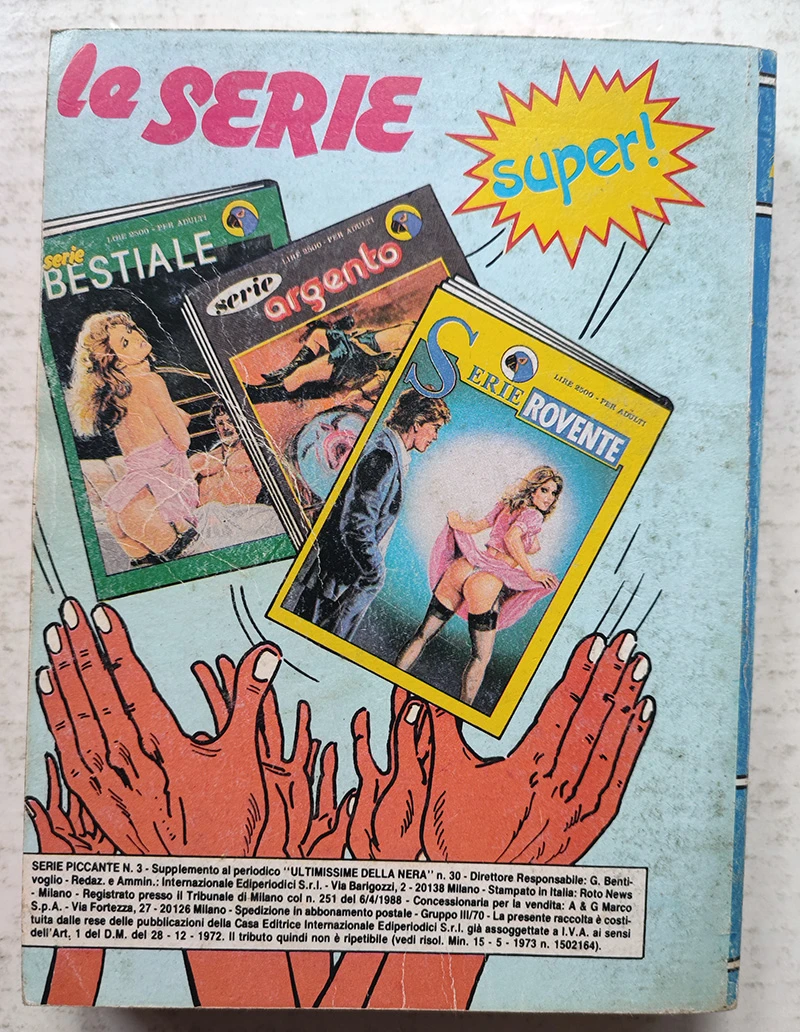 le SERIE
super!
LIRE 2500 - PER ADULTI
serie
BESTIALE
LIRE 2500 - PER ADULTI
serie argento
LIRE 2500 - PER ADULTI
SERIE ROVENTE
SERIE PICCANTE N. 3 - Supplemento al periodico "ULTIMISSIME DELLA NERA" n. 30 - Direttore Responsabile: G. Benti-
voglio - Redaz. e Ammin.: Internazionale Ediperiodici S.r.l. - Via Barigozzi, 2 - 20138 Milano - Stampato in Italia: Roto News
- Milano - Registrato presso il Tribunale di Milano col n. 251 del 6/4/1988 - Concessionaria per la vendita: A & G Marco
S.p.A. - Via Fortezza, 27 - 20126 Milano - Spedizione in abbonamento postale - Gruppo III/70 - La presente raccolta è costi-
tuita dalle rese delle pubblicazioni della Casa Editrice Internazionale Ediperiodici S.r.l. già assoggettate a I.V.A. ai sensi
dell'Art. 1 del D.M. del 28 - 12 - 1972. Il tributo quindi non è ripetibile (vedi risol. Min. 15 - 5 - 1973 n. 1502164).